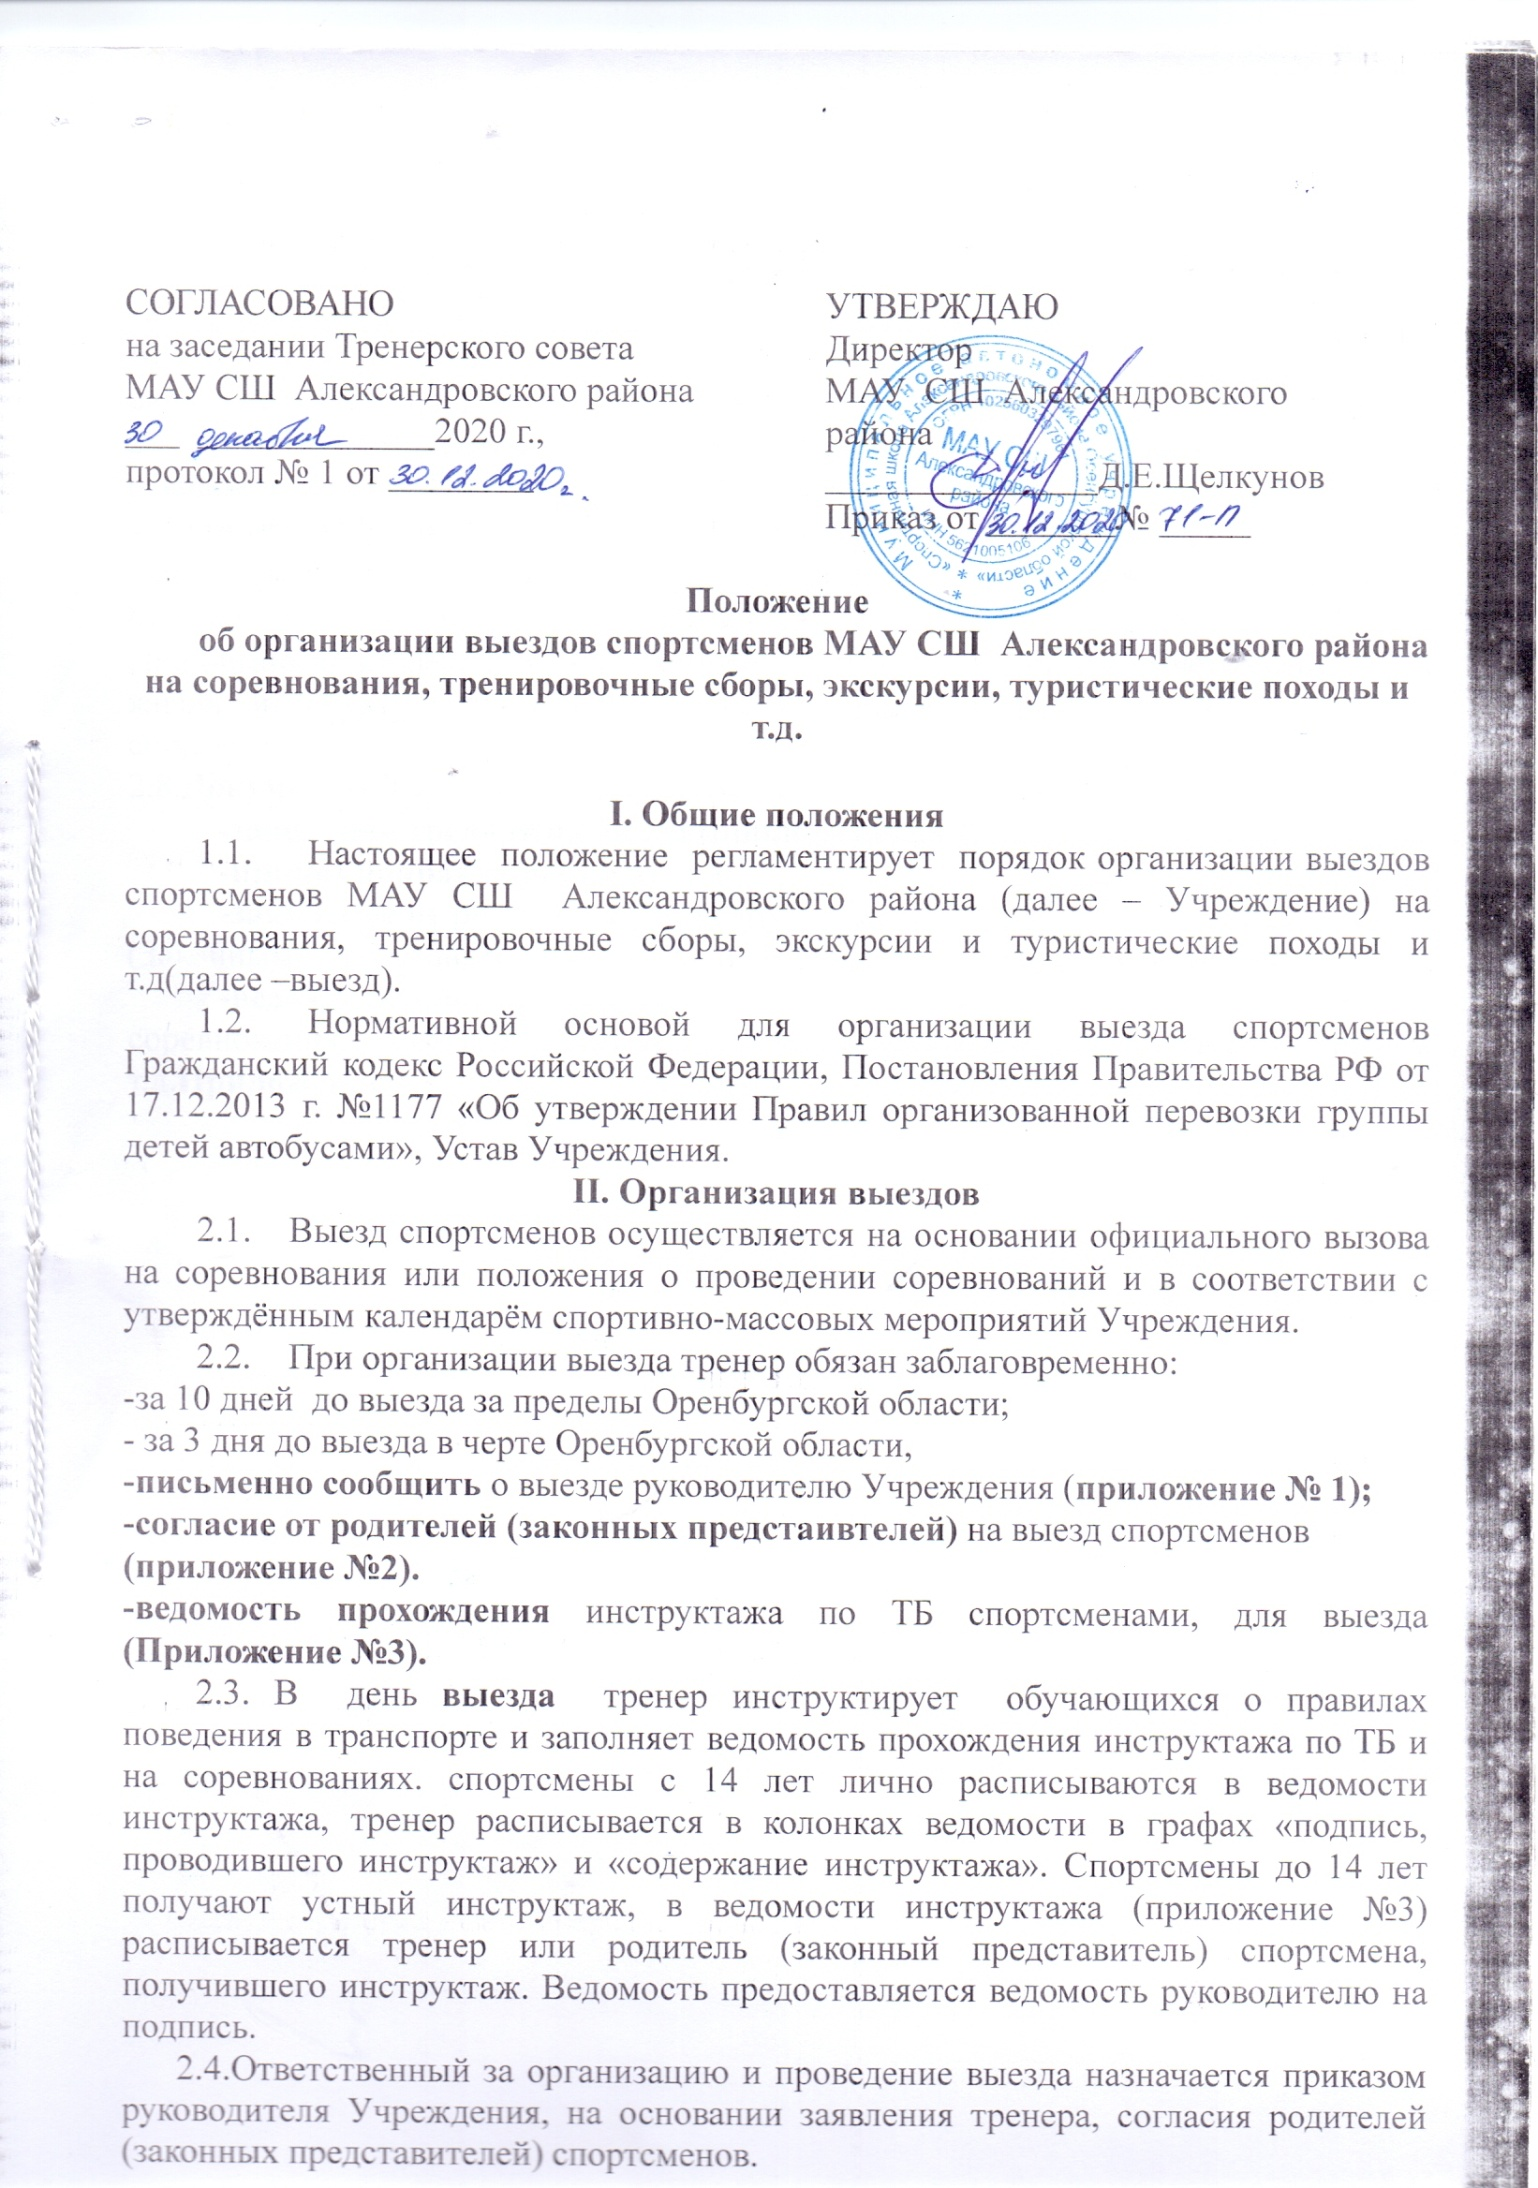 СОГЛАСОВАНО
на заседании Тренерского совета
МАУ СШ Александровского района
30 декабря 2020 г.,
протокол № 1 от 30.12.2020г.
УТВЕРЖДАЮ
Директор
МАУ СШ Александровского
района
Д.Е.Щелкунов
Приказ от 30.12.2020 № 71-П
МАУ СШ
Александровского
района
ИНН 5621005106
Положение
об организации выездов спортсменов МАУ СШ Александровского района
на соревнования, тренировочные сборы, экскурсии, туристические походы и
т.д.
I. Общие положения
1.1. Настоящее положение регламентирует порядок организации выездов
спортсменов МАУ СШ Александровского района (далее – Учреждение) на
соревнования, тренировочные сборы, экскурсии и туристические походы и
т.д(далее –выезд).
1.2. Нормативной основой для организации выезда спортсменов
Гражданский кодекс Российской Федерации, Постановления Правительства РФ от
17.12.2013 г. №1177 «Об утверждении Правил организованной перевозки группы
детей автобусами», Устав Учреждения.
II. Организация выездов
2.1. Выезд спортсменов осуществляется на основании официального вызова
на соревнования или положения о проведении соревнований и в соответствии с
утверждённым календарём спортивно-массовых мероприятий Учреждения.
2.2. При организации выезда тренер обязан заблаговременно:
-за 10 дней до выезда за пределы Оренбургской области;
- за 3 дня до выезда в черте Оренбургской области,
-письменно сообщить о выезде руководителю Учреждения (приложение № 1);
-согласие от родителей (законных предстаивтелей) на выезд спортсменов
(приложение №2).
-ведомость прохождения инструктажа по ТБ спортсменами, для выезда
(Приложение №3).
2.3. В день выезда тренер инструктирует обучающихся о правилах
поведения в транспорте и заполняет ведомость прохождения инструктажа по ТБ и
на соревнованиях. спортсмены с 14 лет лично расписываются в ведомости
инструктажа, тренер расписывается в колонках ведомости в графах «подпись,
проводившего инструктаж» и «содержание инструктажа». Спортсмены до 14 лет
получают устный инструктаж, в ведомости инструктажа (приложение №3)
расписывается тренер или родитель (законный представитель) спортсмена,
получившего инструктаж. Ведомость предоставляется ведомость руководителю на
подпись.
2.4.Ответственный за организацию и проведение выезда назначается приказом
руководителя Учреждения, на основании заявления тренера, согласия родителей
(законных представителей) спортсменов.